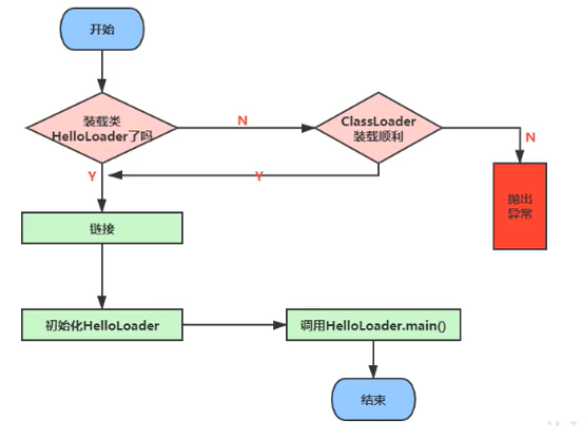 开始
装载类
HelloLoader了吗
N
ClassLoader
装载顺利
N
Y
Y
抛出
异常
链接
初始化HelloLoader
调用HelloLoader.main()
结束